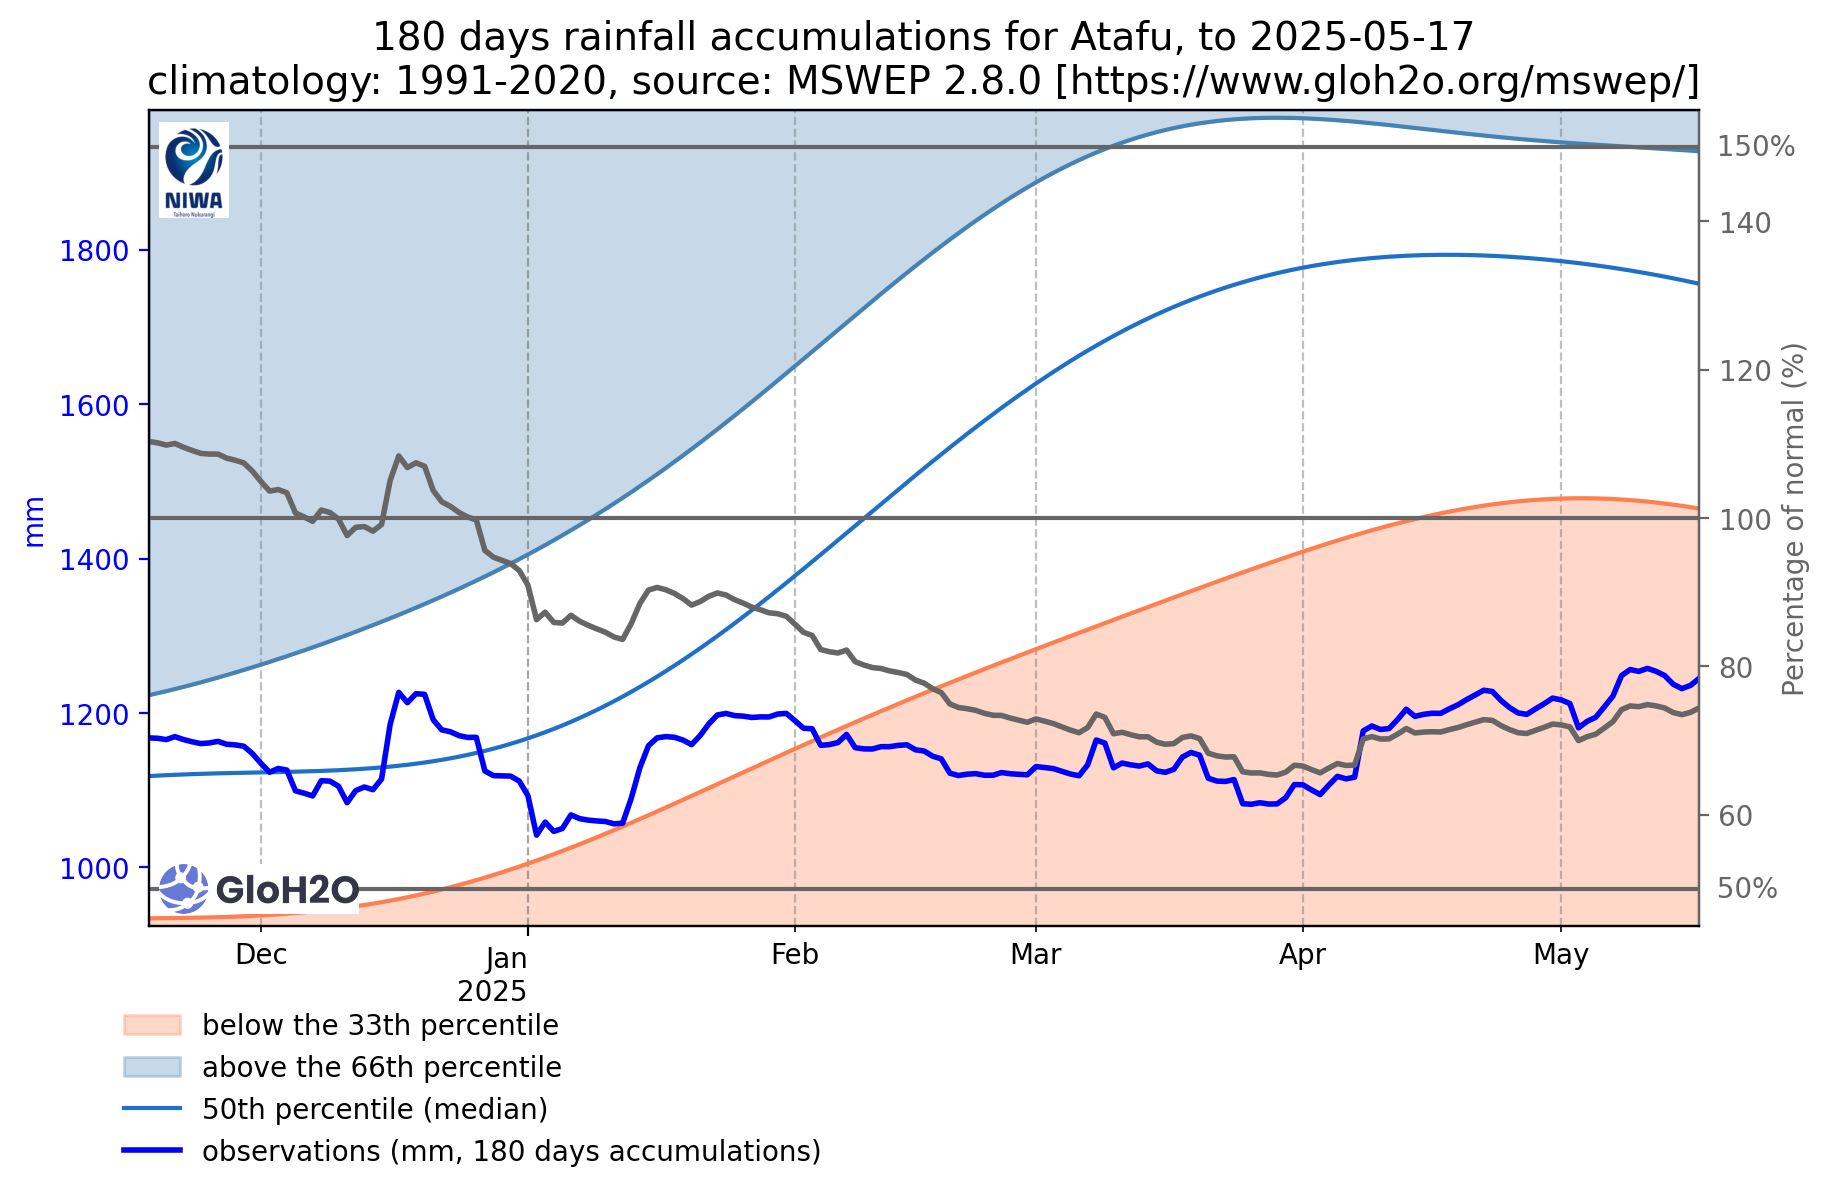 180 days rainfall accumulations for Atafu, to 2025-05-17
climatology: 1991-2020, source: MSWEP 2.8.0 [https://www.gloh2o.org/mswep/]
NIWA
Taihoro Nukurangi
150%
140
120
100
80
60
50%
Percentage of normal (%)
1800
1600
1400
1200
1000
mm
GloH2O
Dec
Jan
2025
Feb
Mar
Apr
May
below the 33th percentile
above the 66th percentile
50th percentile (median)
observations (mm, 180 days accumulations)